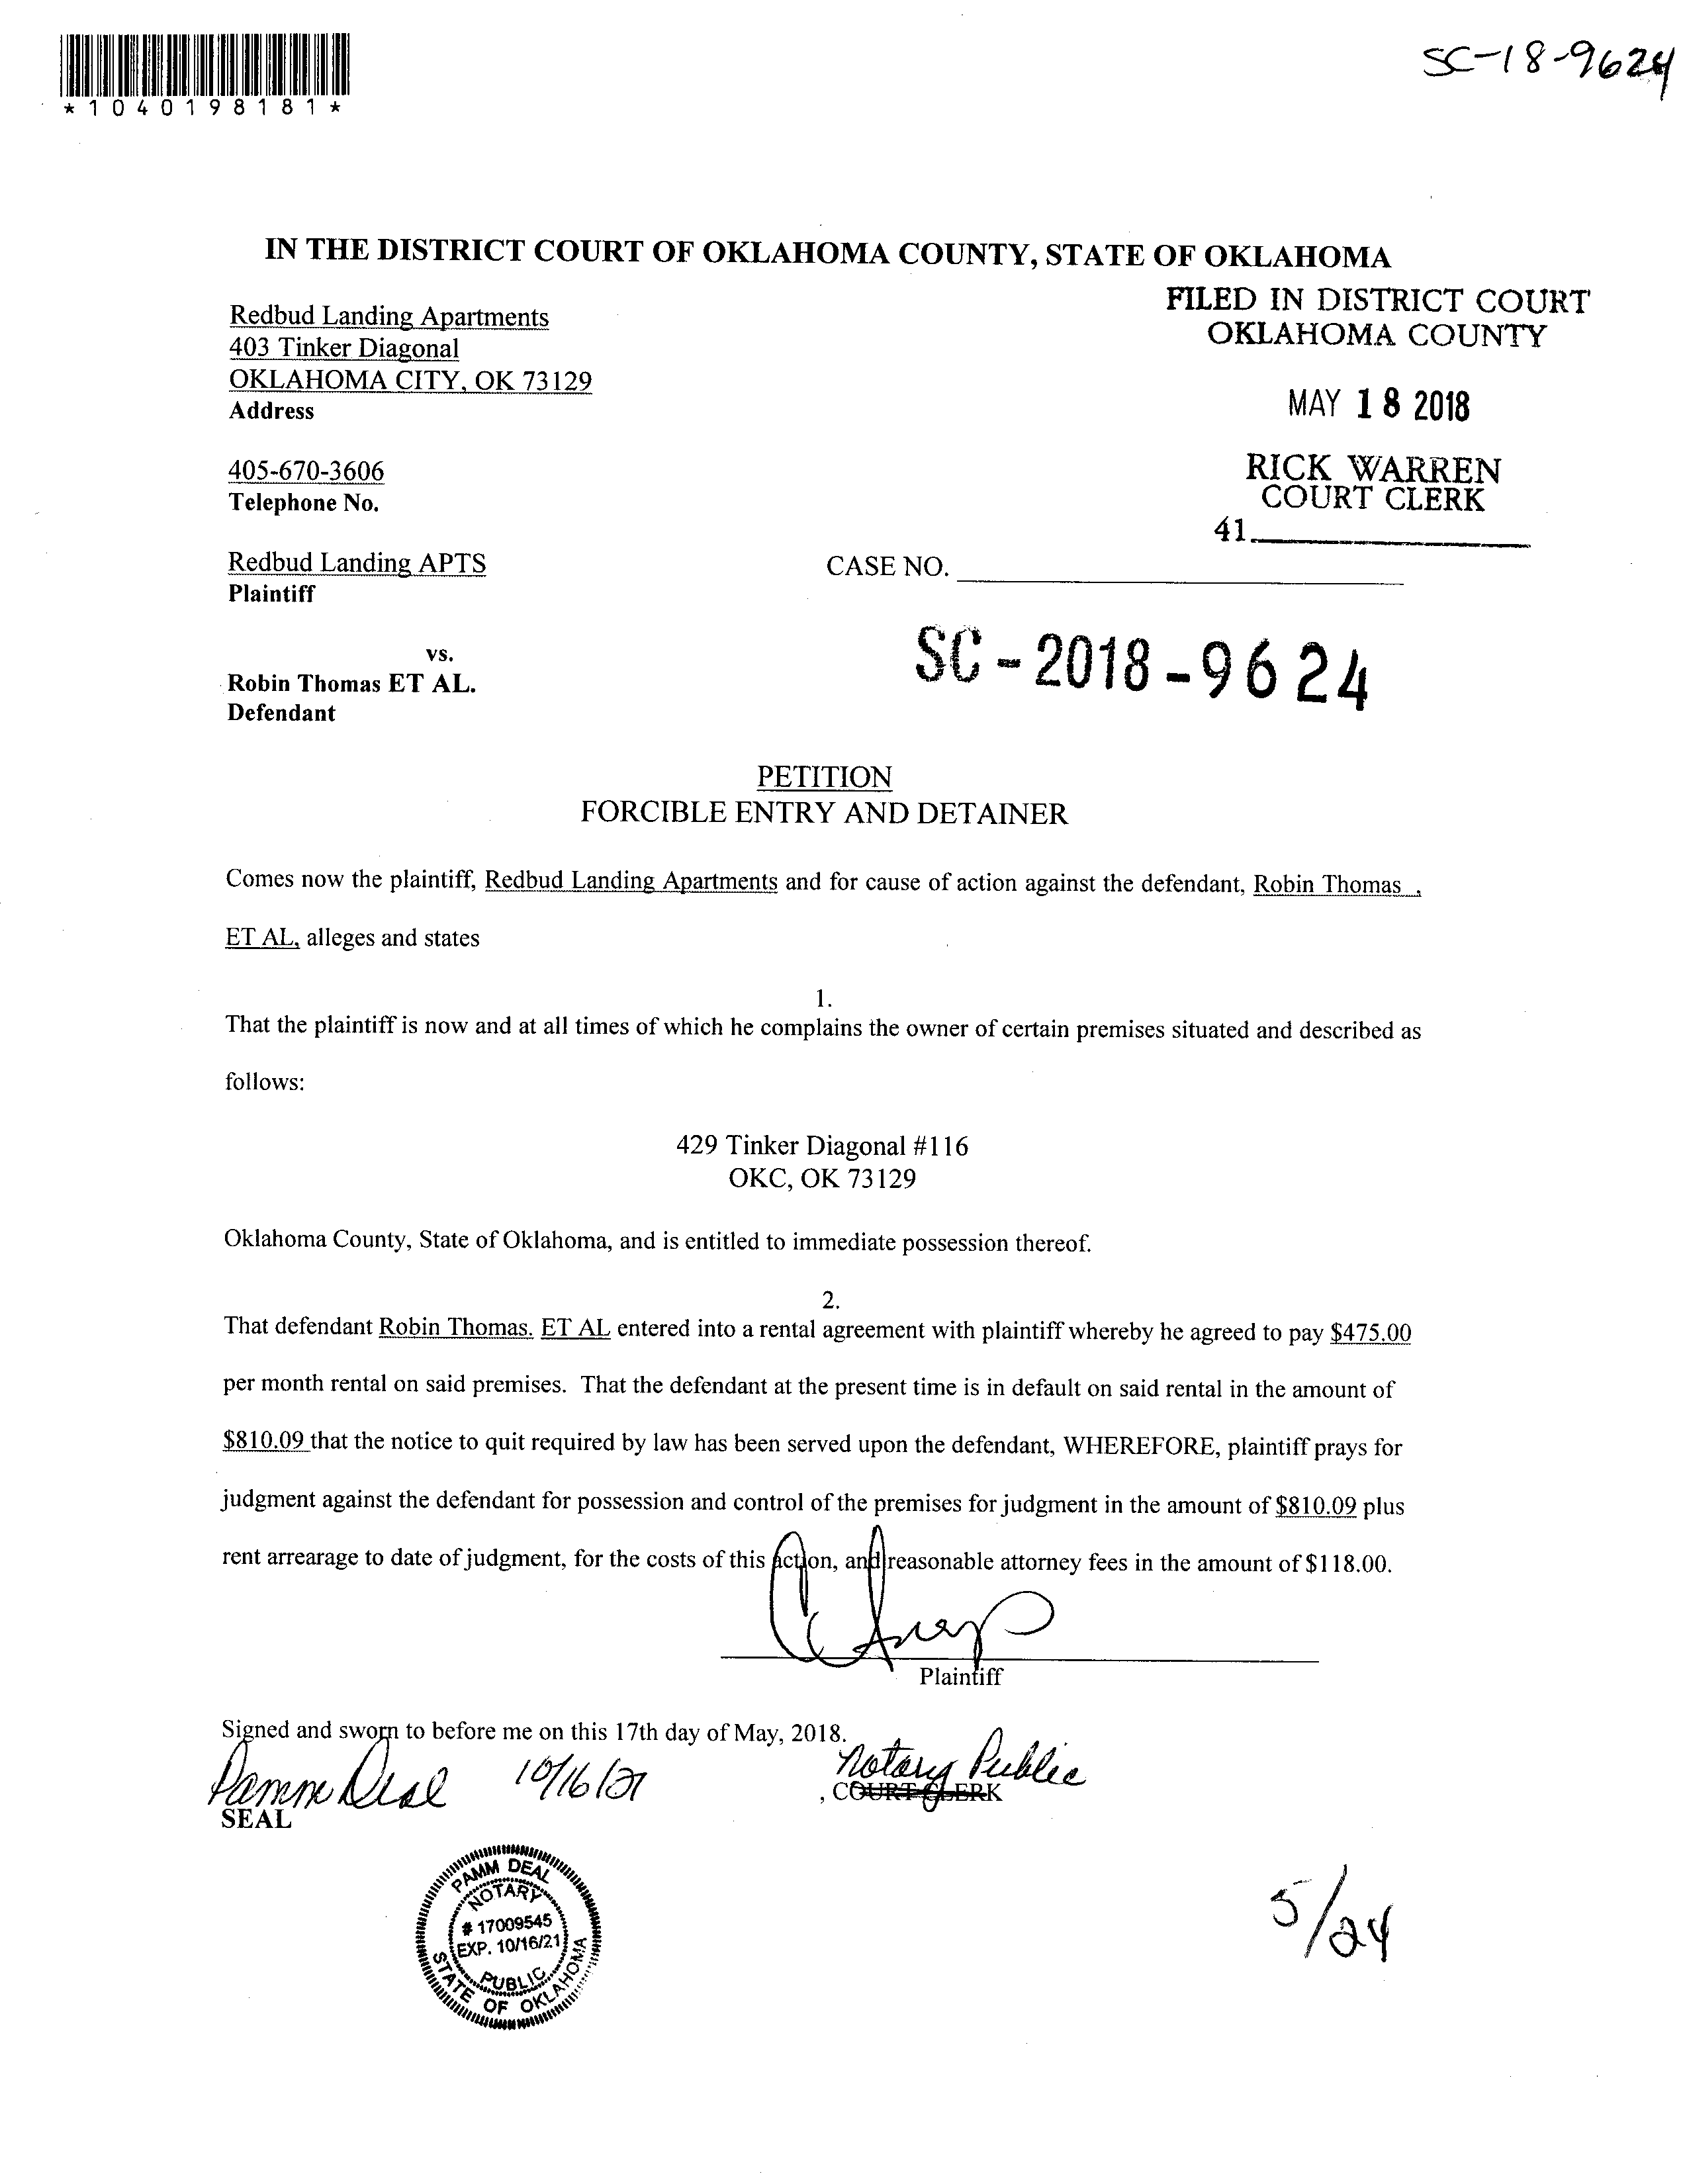 *1040198181*
SC-18-9624
IN THE DISTRICT COURT OF OKLAHOMA COUNTY, STATE OF OKLAHOMA
FILED IN DISTRICT COURT
OKLAHOMA COUNTY
MAY 18 2018
RICK WARREN
COURT CLERK
41
Redbud Landing Apartments
403 Tinker Diagonal
OKLAHOMA CITY, OK 73129
Address
405-670-3606
Telephone No.
Redbud Landing APTS
Plaintiff
CASE NO.
vs.
SC-2018-9624
Robin Thomas ET AL.
Defendant
PETITION
FORCIBLE ENTRY AND DETAINER
Comes now the plaintiff, Redbud Landing Apartments and for cause of action against the defendant, Robin Thomas ,
ET AL, alleges and states
1.
That the plaintiff is now and at all times of which he complains the owner of certain premises situated and described as
follows:
429 Tinker Diagonal #116
OKC, OK 73129
Oklahoma County, State of Oklahoma, and is entitled to immediate possession thereof.
2.
That defendant Robin Thomas. ET AL entered into a rental agreement with plaintiff whereby he agreed to pay $475.00
per month rental on said premises. That the defendant at the present time is in default on said rental in the amount of
$810.09 that the notice to quit required by law has been served upon the defendant, WHEREFORE, plaintiff prays for
judgment against the defendant for possession and control of the premises for judgment in the amount of $810.09 plus
rent arrearage to date of judgment, for the costs of this action, and reasonable attorney fees in the amount of $118.00.
Plaintiff
Signed and sworn to before me on this 17th day of May, 2018.
Pamm Deal 10/16/21
Notary Public
, COURT CLERK
SEAL
PAMM DEAL
NOTARY
# 17009545
EXP. 10/16/21
PUBLIC
STATE OF OKLAHOMA
5/24